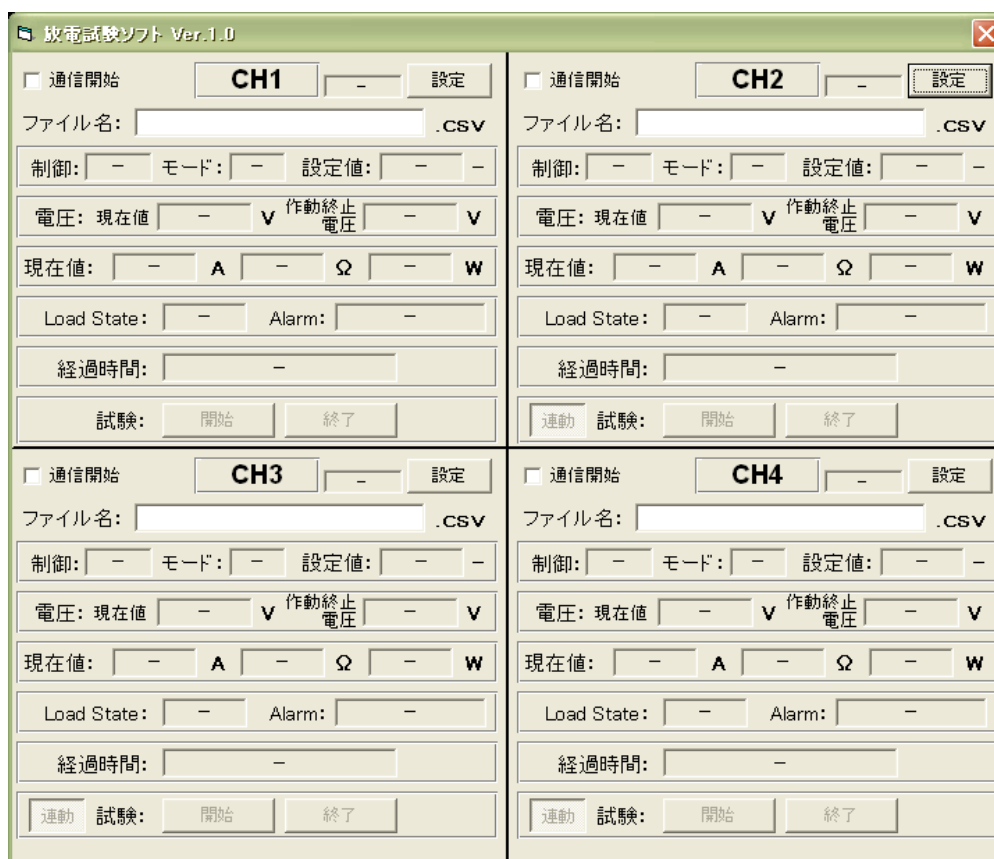 放電試験ソフト Ver.1.0
通信開始 CH1 - 設定
ファイル名: .CSV
制御: - モード: - 設定値: - -
電圧: 現在値 - V 作動終止電圧 - V
現在値: - A - Ω - W
Load State: - Alarm: -
経過時間: -
試験: 開始 終了
通信開始 CH2 - 設定
ファイル名: .CSV
制御: - モード: - 設定値: - -
電圧: 現在値 - V 作動終止電圧 - V
現在値: - A - Ω - W
Load State: - Alarm: -
経過時間: -
連動 試験: 開始 終了
通信開始 CH3 - 設定
ファイル名: .CSV
制御: - モード: - 設定値: - -
電圧: 現在値 - V 作動終止電圧 - V
現在値: - A - Ω - W
Load State: - Alarm: -
経過時間: -
連動 試験: 開始 終了
通信開始 CH4 - 設定
ファイル名: .CSV
制御: - モード: - 設定値: - -
電圧: 現在値 - V 作動終止電圧 - V
現在値: - A - Ω - W
Load State: - Alarm: -
経過時間: -
連動 試験: 開始 終了